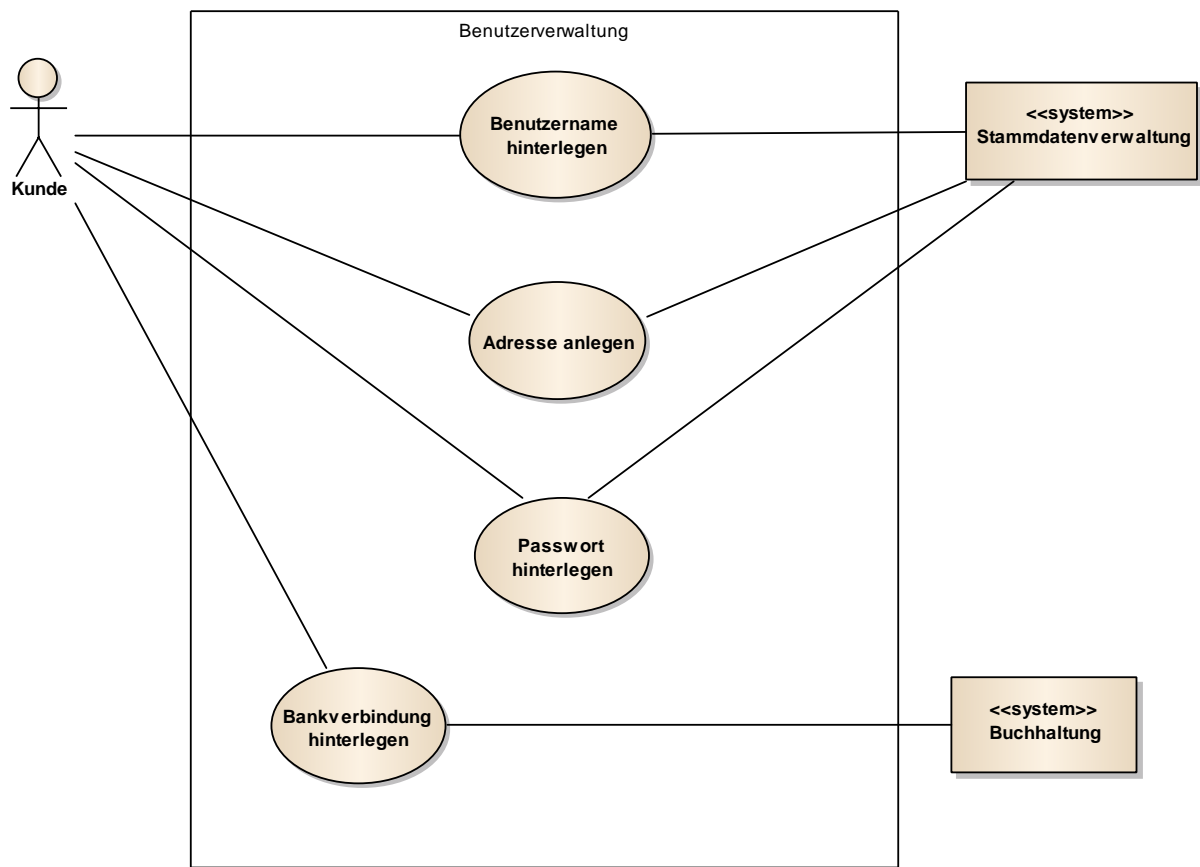 Benutzerverwaltung
Kunde
Benutzername
hinterlegen
<<system>>
Stammdatenverwaltung
Adresse anlegen
Passwort
hinterlegen
Bankverbindung
hinterlegen
<<system>>
Buchhaltung